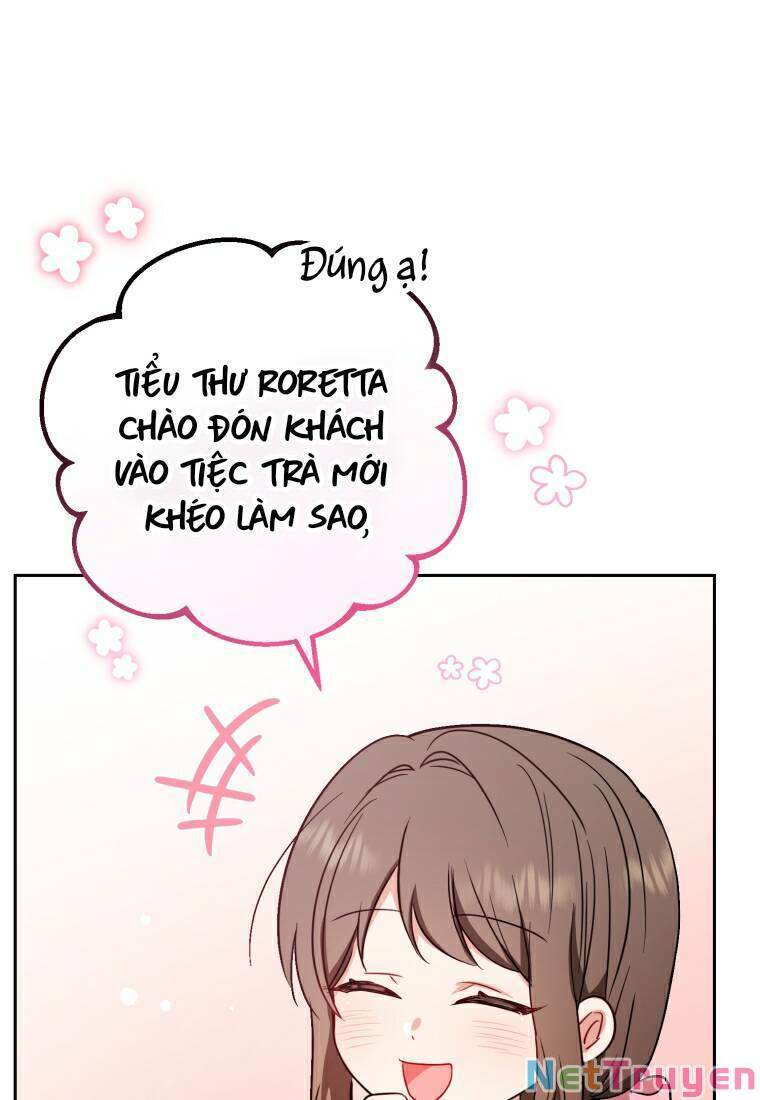 Đúng ạ!
TIỂU THƯ RORETTA
CHÀO ĐÓN KHÁCH
VÀO TIỆC TRÀ MỚI
KHÉO LÀM SAO,
NetTruyen